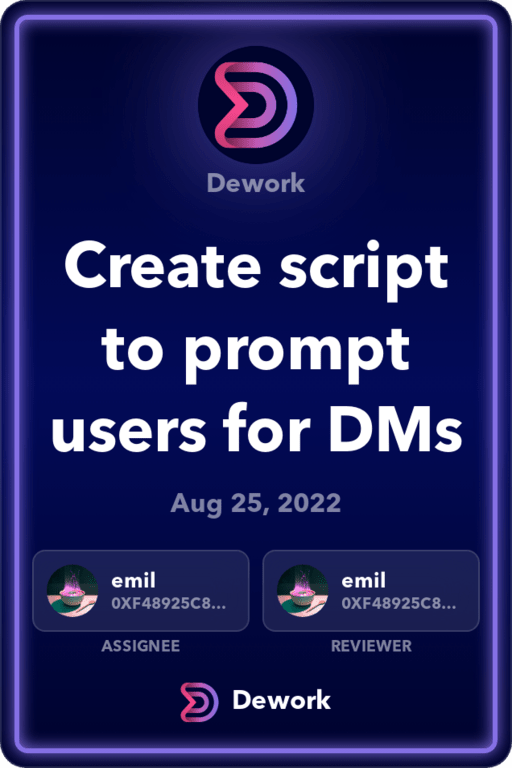 Dework
Create script
to prompt
users for DMs
Aug 25, 2022
emil
0XF48925C8...
ASSIGNEE
emil
0XF48925C8...
REVIEWER
Dework